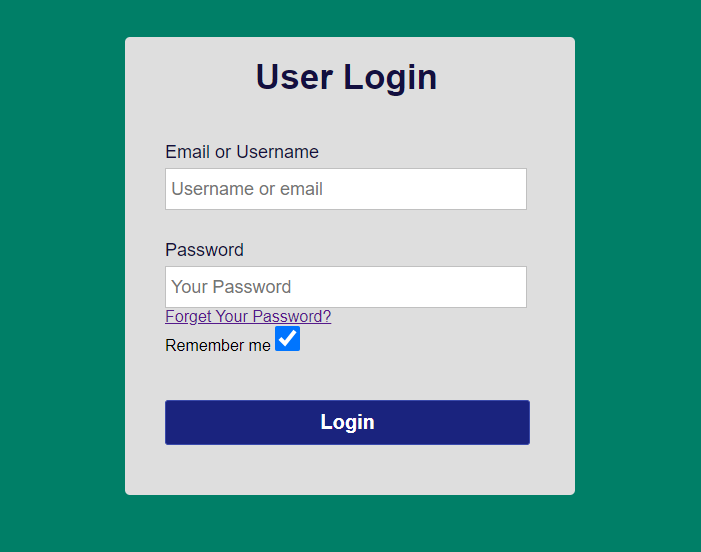 User Login
Email or Username
Username or email
Password
Your Password
Forget Your Password?
Remember me
Login